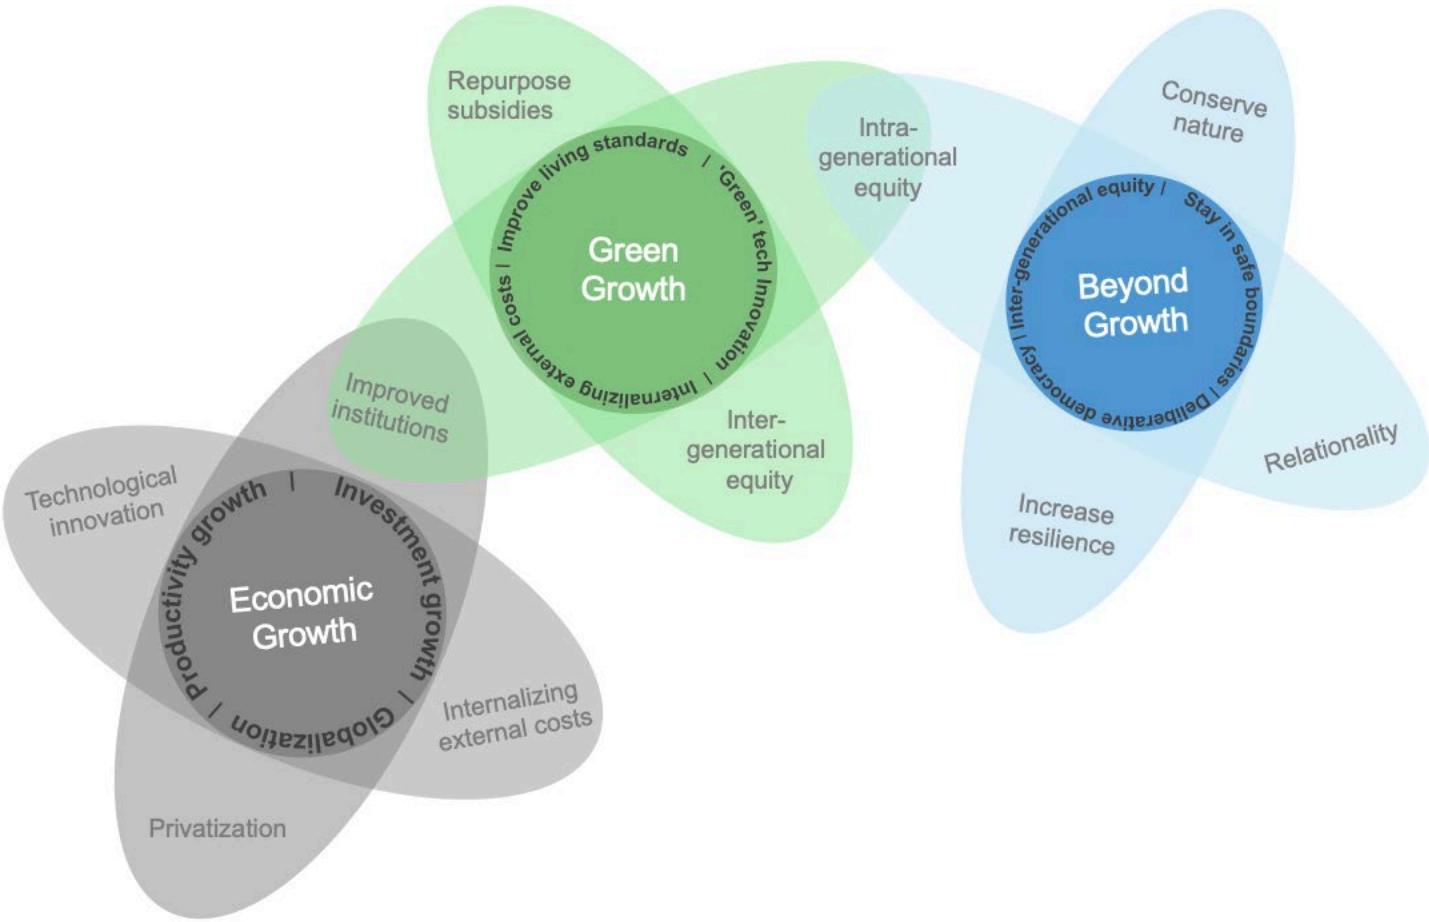 Repurpose
subsidies
Improve living standards | 'Green' tech Innovation | Internalizing external costs |
Green
Growth
Inter-
generational
equity
Intra-
generational
equity
Conserve
nature
Inter-generational equity | Stay in safe boundaries | Deliberative democracy |
Beyond
Growth
Relationality
Increase
resilience
Improved
institutions
Technological
innovation
Productivity growth | Investment growth | Globalization |
Economic
Growth
Internalizing
external costs
Privatization